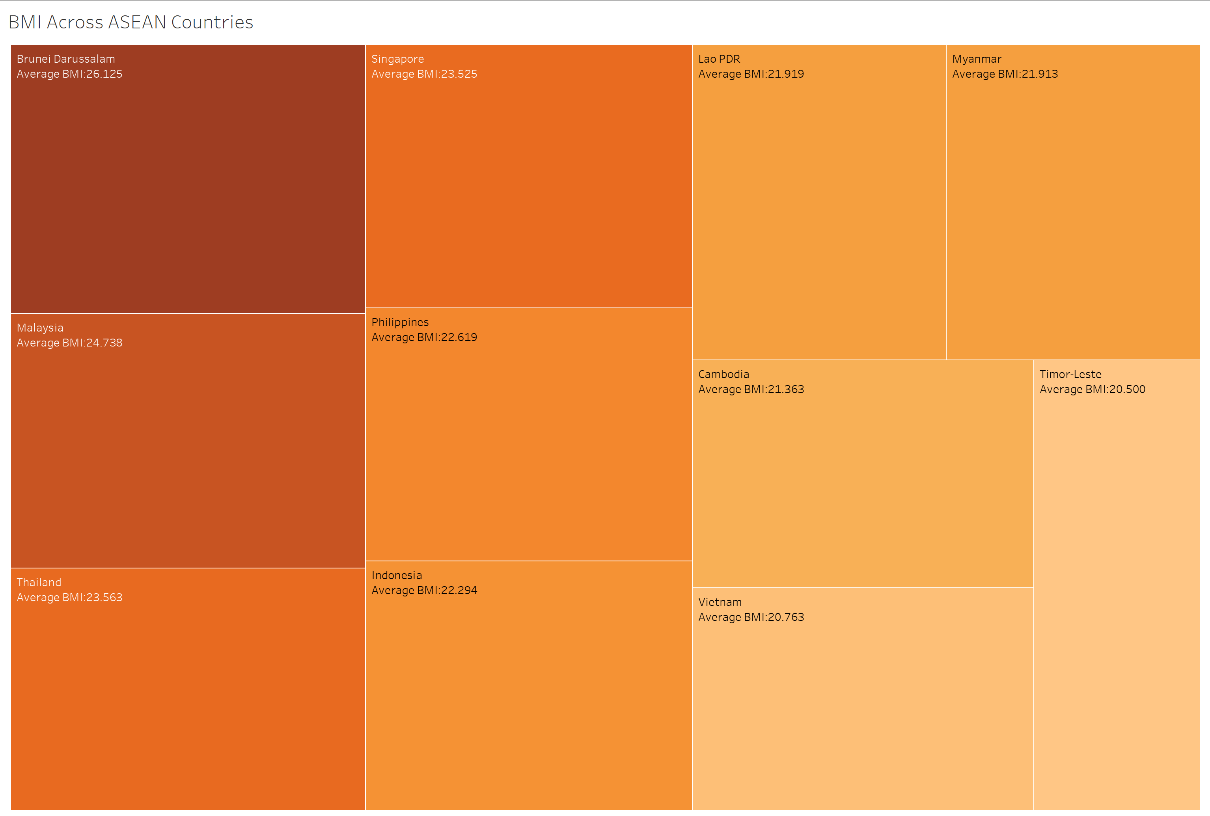 BMI Across ASEAN Countries
Brunei Darussalam
Average BMI:26.125
Malaysia
Average BMI:24.738
Thailand
Average BMI:23.563
Singapore
Average BMI:23.525
Philippines
Average BMI:22.619
Indonesia
Average BMI:22.294
Lao PDR
Average BMI:21.919
Myanmar
Average BMI:21.913
Cambodia
Average BMI:21.363
Vietnam
Average BMI:20.763
Timor-Leste
Average BMI:20.500